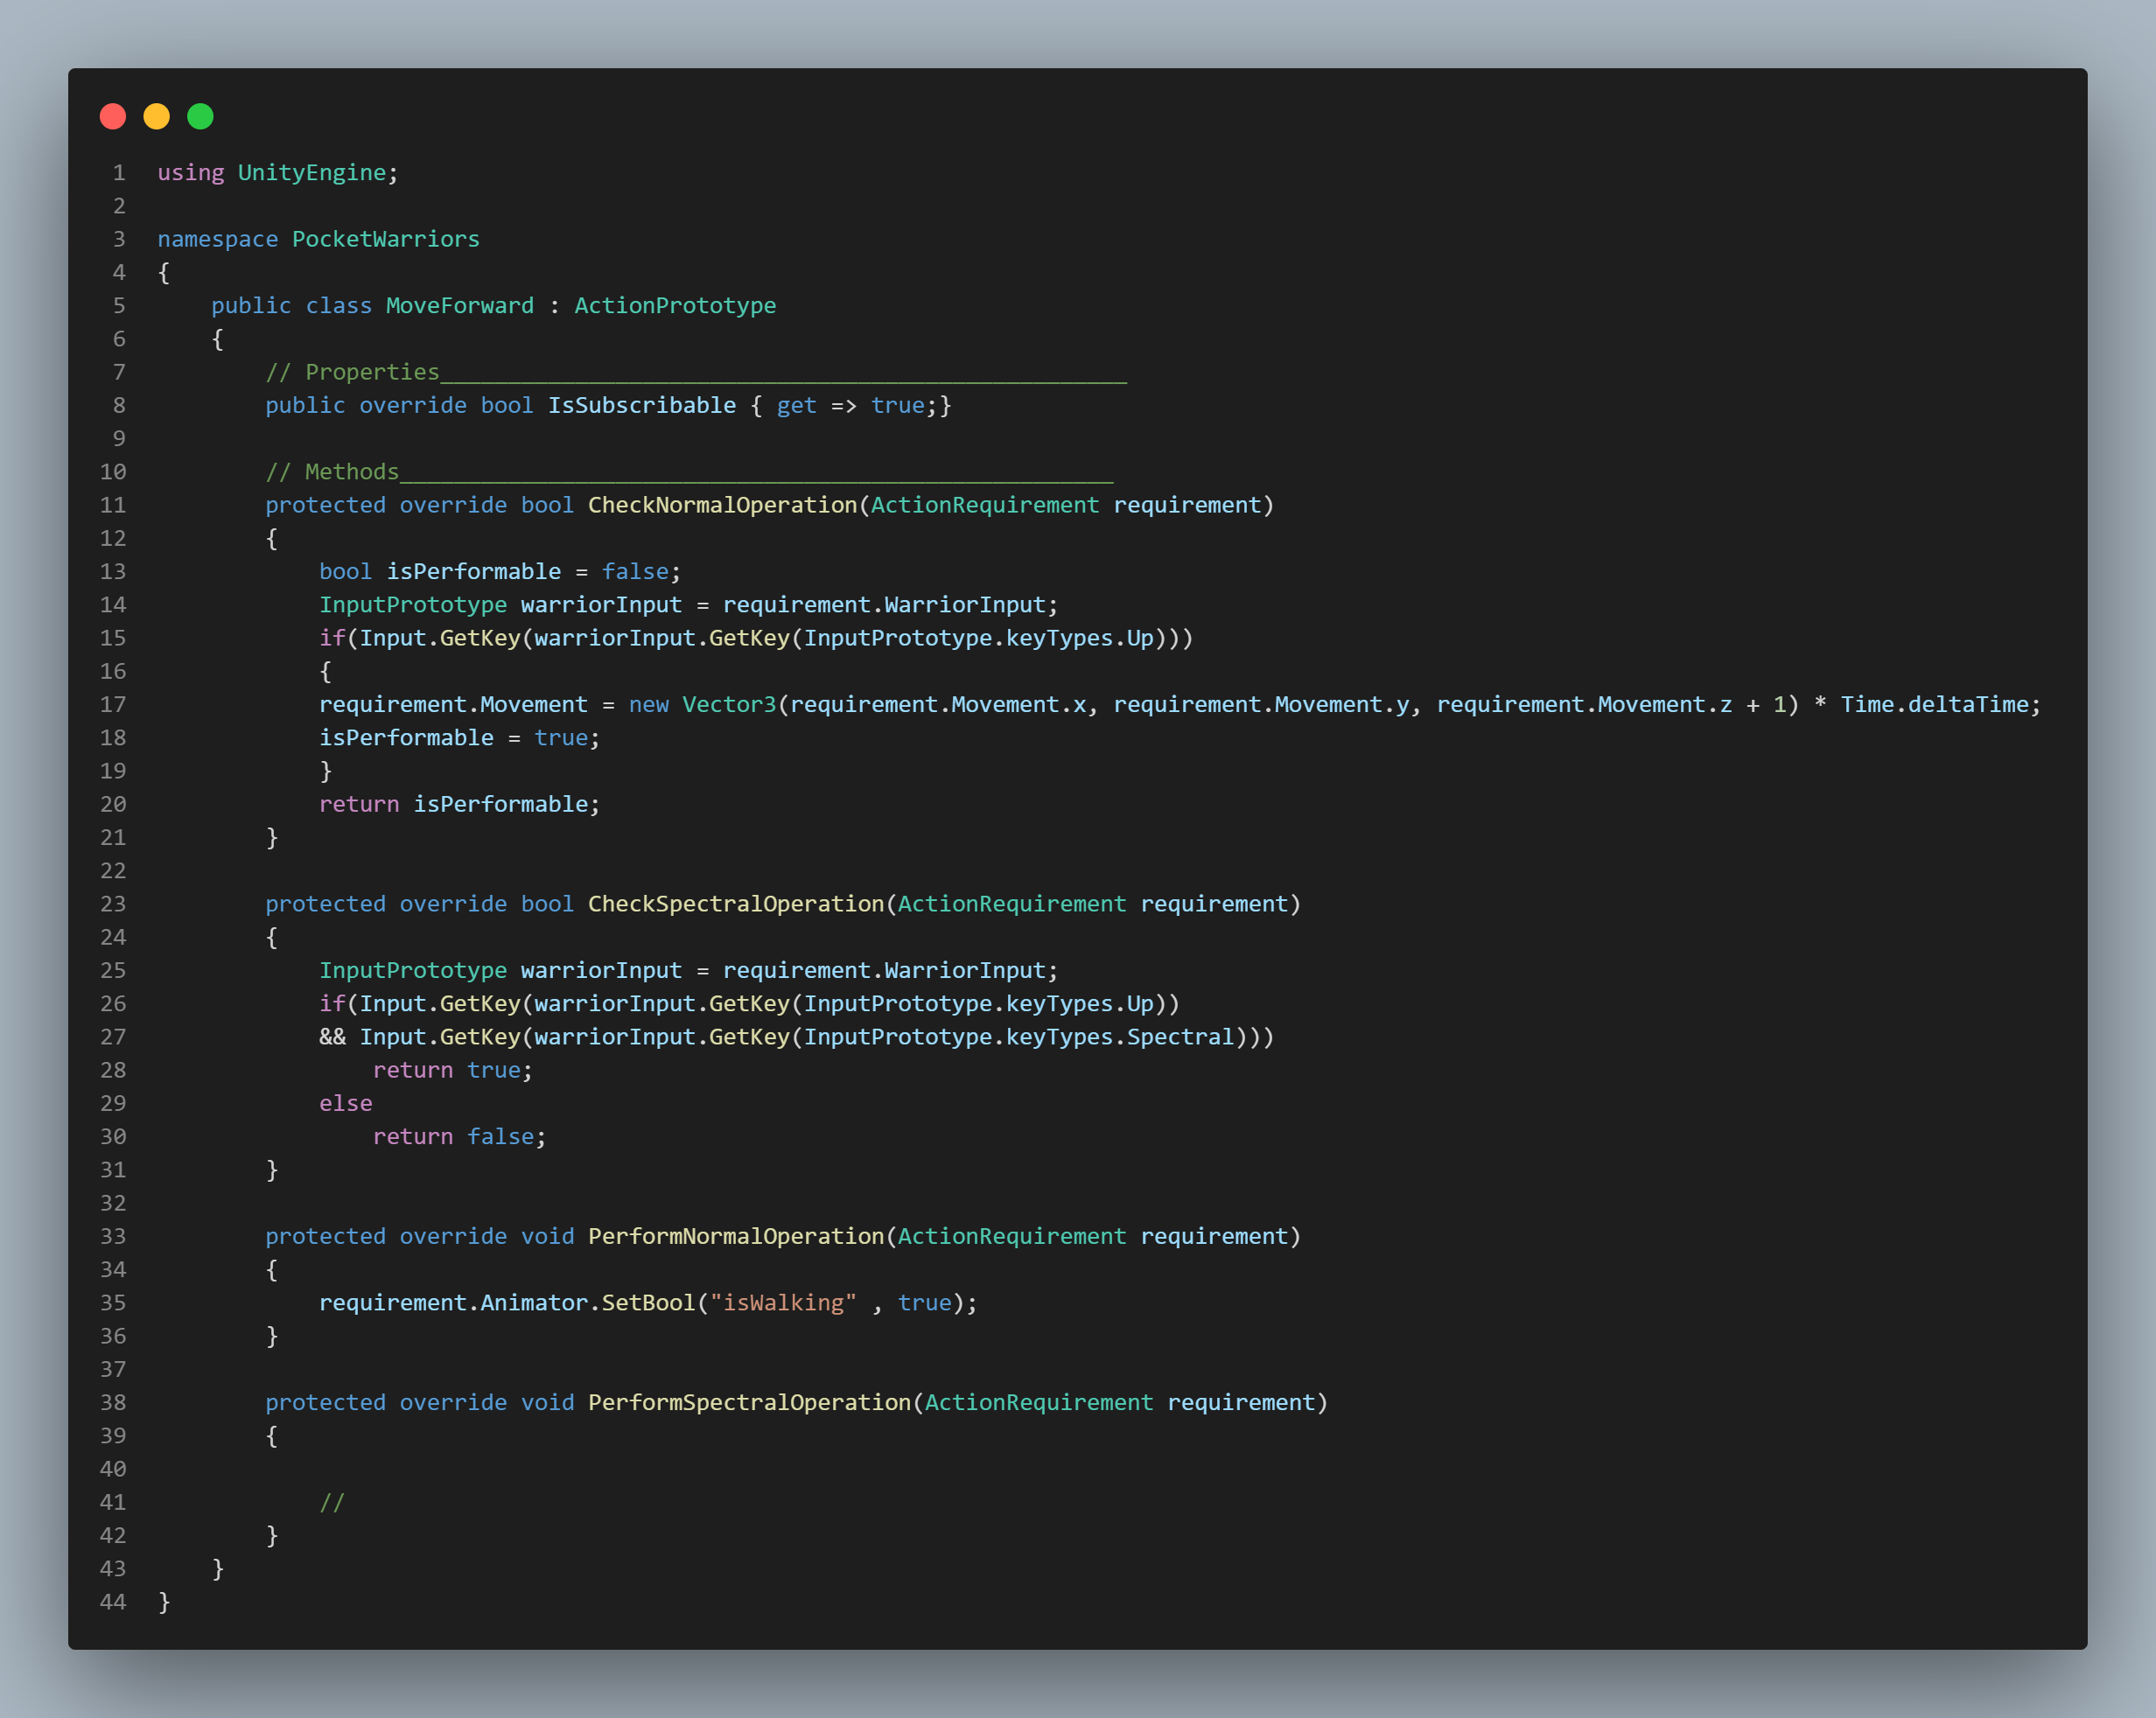 1 using UnityEngine;
2
3 namespace PocketWarriors
4 {
5     public class MoveForward : ActionPrototype
6     {
7         // Properties___________________________________________________
8         public override bool IsSubscribable { get => true;}
9
10         // Methods_____________________________________________________
11         protected override bool CheckNormalOperation(ActionRequirement requirement)
12         {
13             bool isPerformable = false;
14             InputPrototype warriorInput = requirement.WarriorInput;
15             if(Input.GetKey(warriorInput.GetKey(InputPrototype.keyTypes.Up)))
16             {
17             requirement.Movement = new Vector3(requirement.Movement.x, requirement.Movement.y, requirement.Movement.z + 1) * Time.deltaTime;
18             isPerformable = true;
19             }
20             return isPerformable;
21         }
22
23         protected override bool CheckSpectralOperation(ActionRequirement requirement)
24         {
25             InputPrototype warriorInput = requirement.WarriorInput;
26             if(Input.GetKey(warriorInput.GetKey(InputPrototype.keyTypes.Up))
27             && Input.GetKey(warriorInput.GetKey(InputPrototype.keyTypes.Spectral)))
28                 return true;
29             else
30                 return false;
31         }
32
33         protected override void PerformNormalOperation(ActionRequirement requirement)
34         {
35             requirement.Animator.SetBool("isWalking" , true);
36         }
37
38         protected override void PerformSpectralOperation(ActionRequirement requirement)
39         {
40
41             //
42         }
43     }
44 }